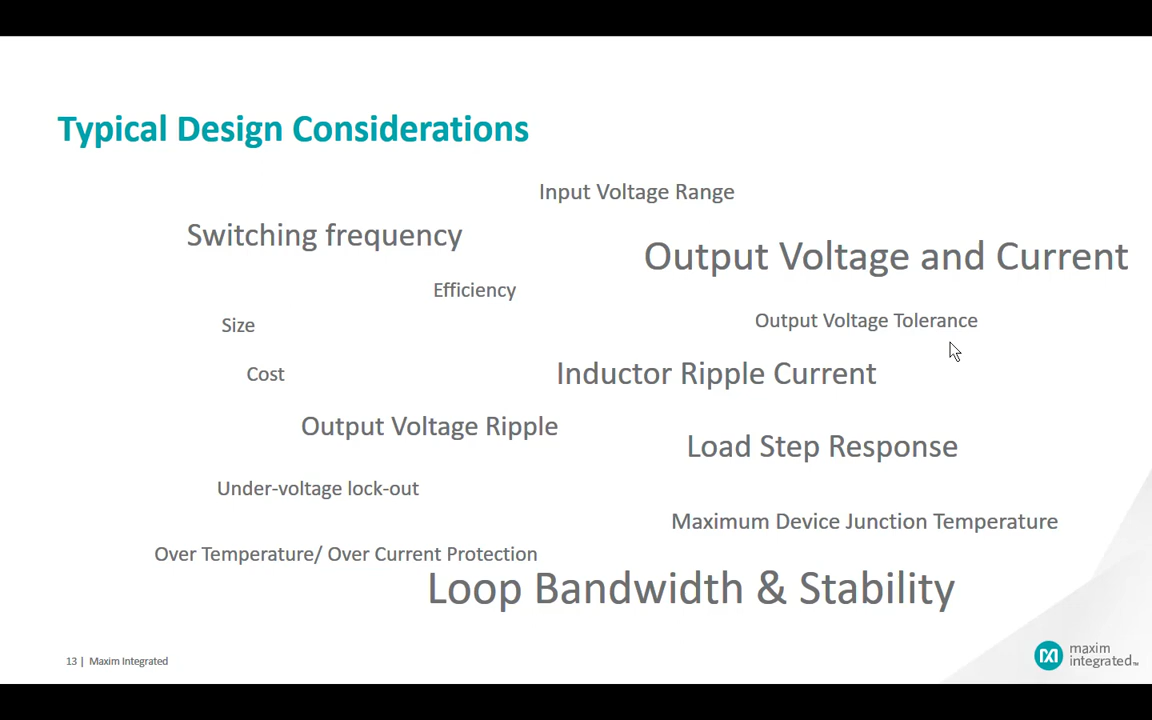 Typical Design Considerations
Input Voltage Range
Switching frequency
Output Voltage and Current
Efficiency
Output Voltage Tolerance
Size
Inductor Ripple Current
Cost
Output Voltage Ripple
Load Step Response
Under-voltage lock-out
Maximum Device Junction Temperature
Over Temperature/ Over Current Protection
Loop Bandwidth & Stability
13 | Maxim Integrated
maxim
integrated™